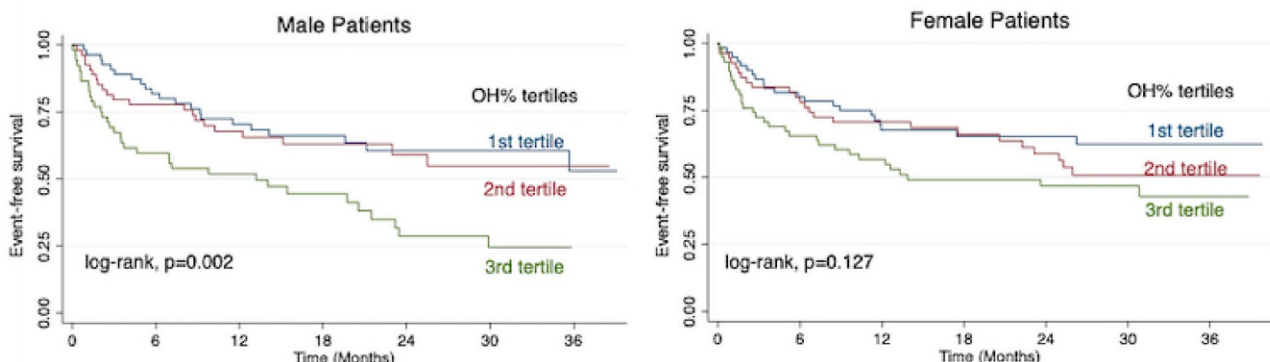 Male Patients
Event-free survival
1.00
0.75
0.50
0.25
0.00
OH% tertiles
1st tertile
2nd tertile
3rd tertile
log-rank, p=0.002
0 6 12 18 24 30 36
Time (Months)
Female Patients
Event-free survival
1.00
0.75
0.50
0.25
0.00
OH% tertiles
1st tertile
2nd tertile
3rd tertile
log-rank, p=0.127
0 6 12 18 24 30 36
Time (Months)